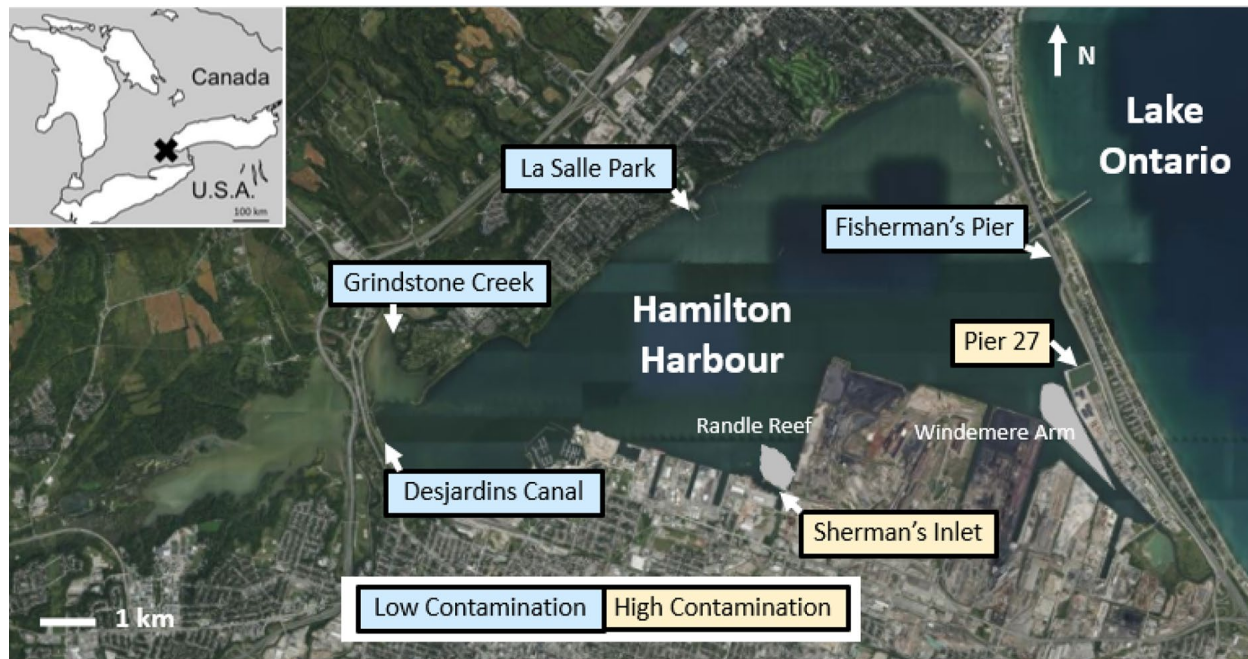 Canada
U.S.A.
100 km
N
Lake
Ontario
La Salle Park
Fisherman's Pier
Grindstone Creek
Hamilton
Harbour
Pier 27
Randle Reef
Windemere Arm
Desjardins Canal
Sherman's Inlet
Low Contamination
High Contamination
1 km